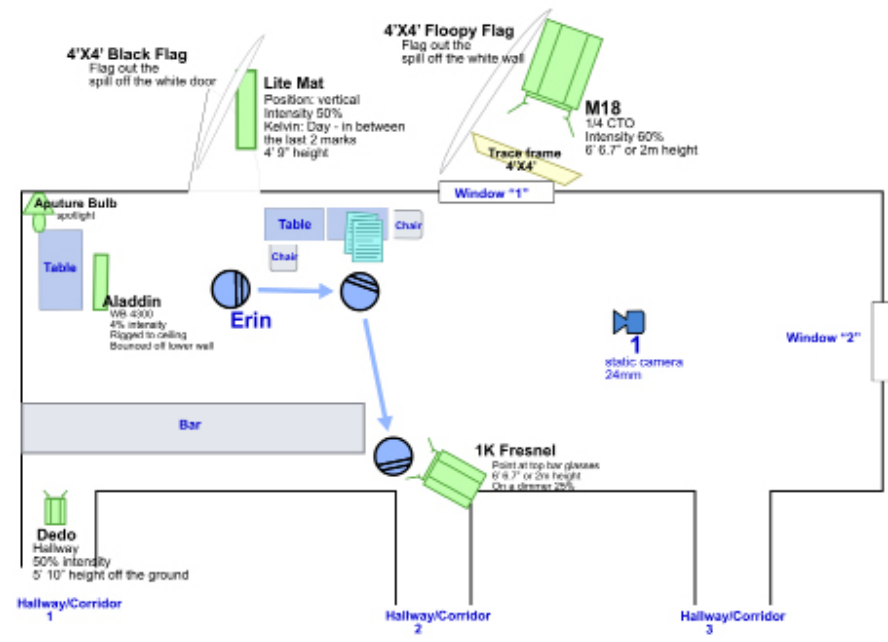 4'X4' Black Flag
Flag out the
spill off the white door
4'X4' Floopy Flag
Flag out the
spill off the white wall
Lite Mat
Position: vertical
Intensity 50%
Kelvin: Day - in between
the last 2 marks
4' 9" height
M18
1/4 CTO
Intensity 60%
6' 6.7" or 2m height
Trace frame
4'X4'
Window "1"
Aputure Bulb
spotlight
Table
Chair
Chair
Table
Aladdin
WB 4300
4% intensity
Rigged to ceiling
Bounced off lower wall
Erin
1
static camera
24mm
Window "2"
Bar
1K Fresnel
Point at top bar glasses
6' 6.7" or 2m height
On a dimmer 25%
Dedo
Hallway
50% intensity
5' 10" height off the ground
Hallway/Corridor
1
Hallway/Corridor
2
Hallway/Corridor
3